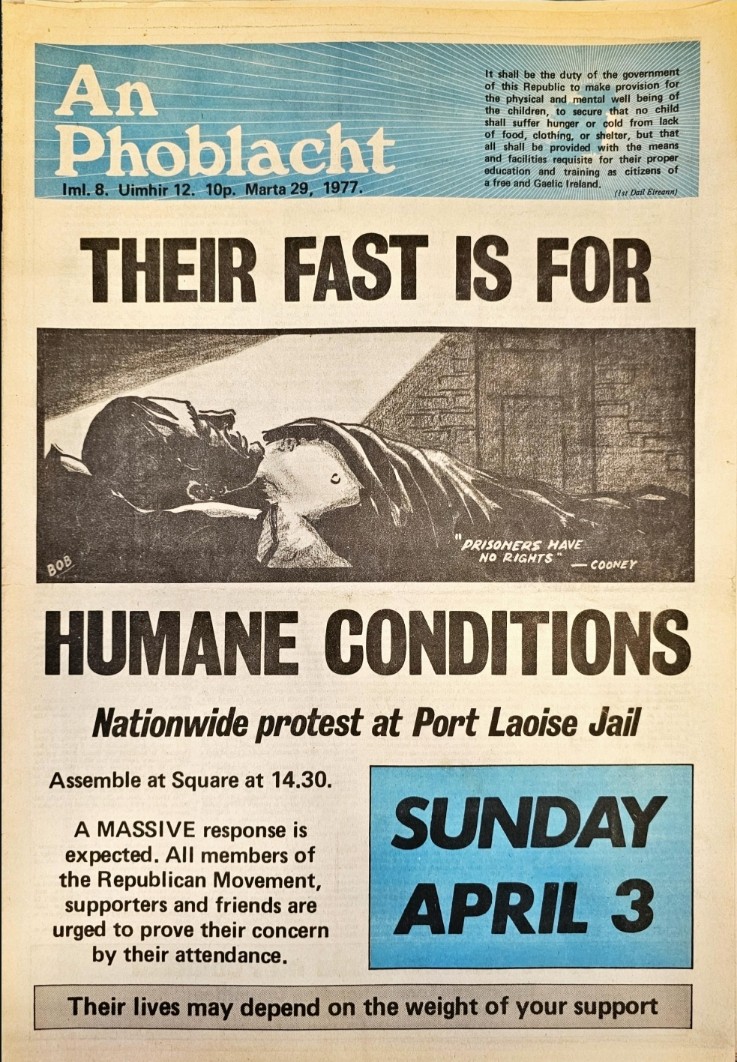 An
Phoblacht
Iml. 8. Uimhir 12. 10p. Marta 29, 1977.
It shall be the duty of the government
of this Republic to make provision for
the physical and mental well being of
the children, to secure that no child
shall suffer hunger or cold from lack
of food, clothing, or shelter, but that
all shall be provided with the means
and facilities requisite for their proper
education and training as citizens of
a free and Gaelic Ireland.
(1st Dail Eireann)
THEIR FAST IS FOR
BOB
"PRISONERS HAVE
NO RIGHTS" — COONEY
HUMANE CONDITIONS
Nationwide protest at Port Laoise Jail
Assemble at Square at 14.30.
A MASSIVE response is
expected. All members of
the Republican Movement,
supporters and friends are
urged to prove their concern
by their attendance.
SUNDAY
APRIL 3
Their lives may depend on the weight of your support